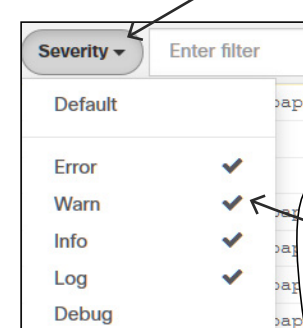 Severity Enter filter
Default
Error
Warn
Info
Log
Debug